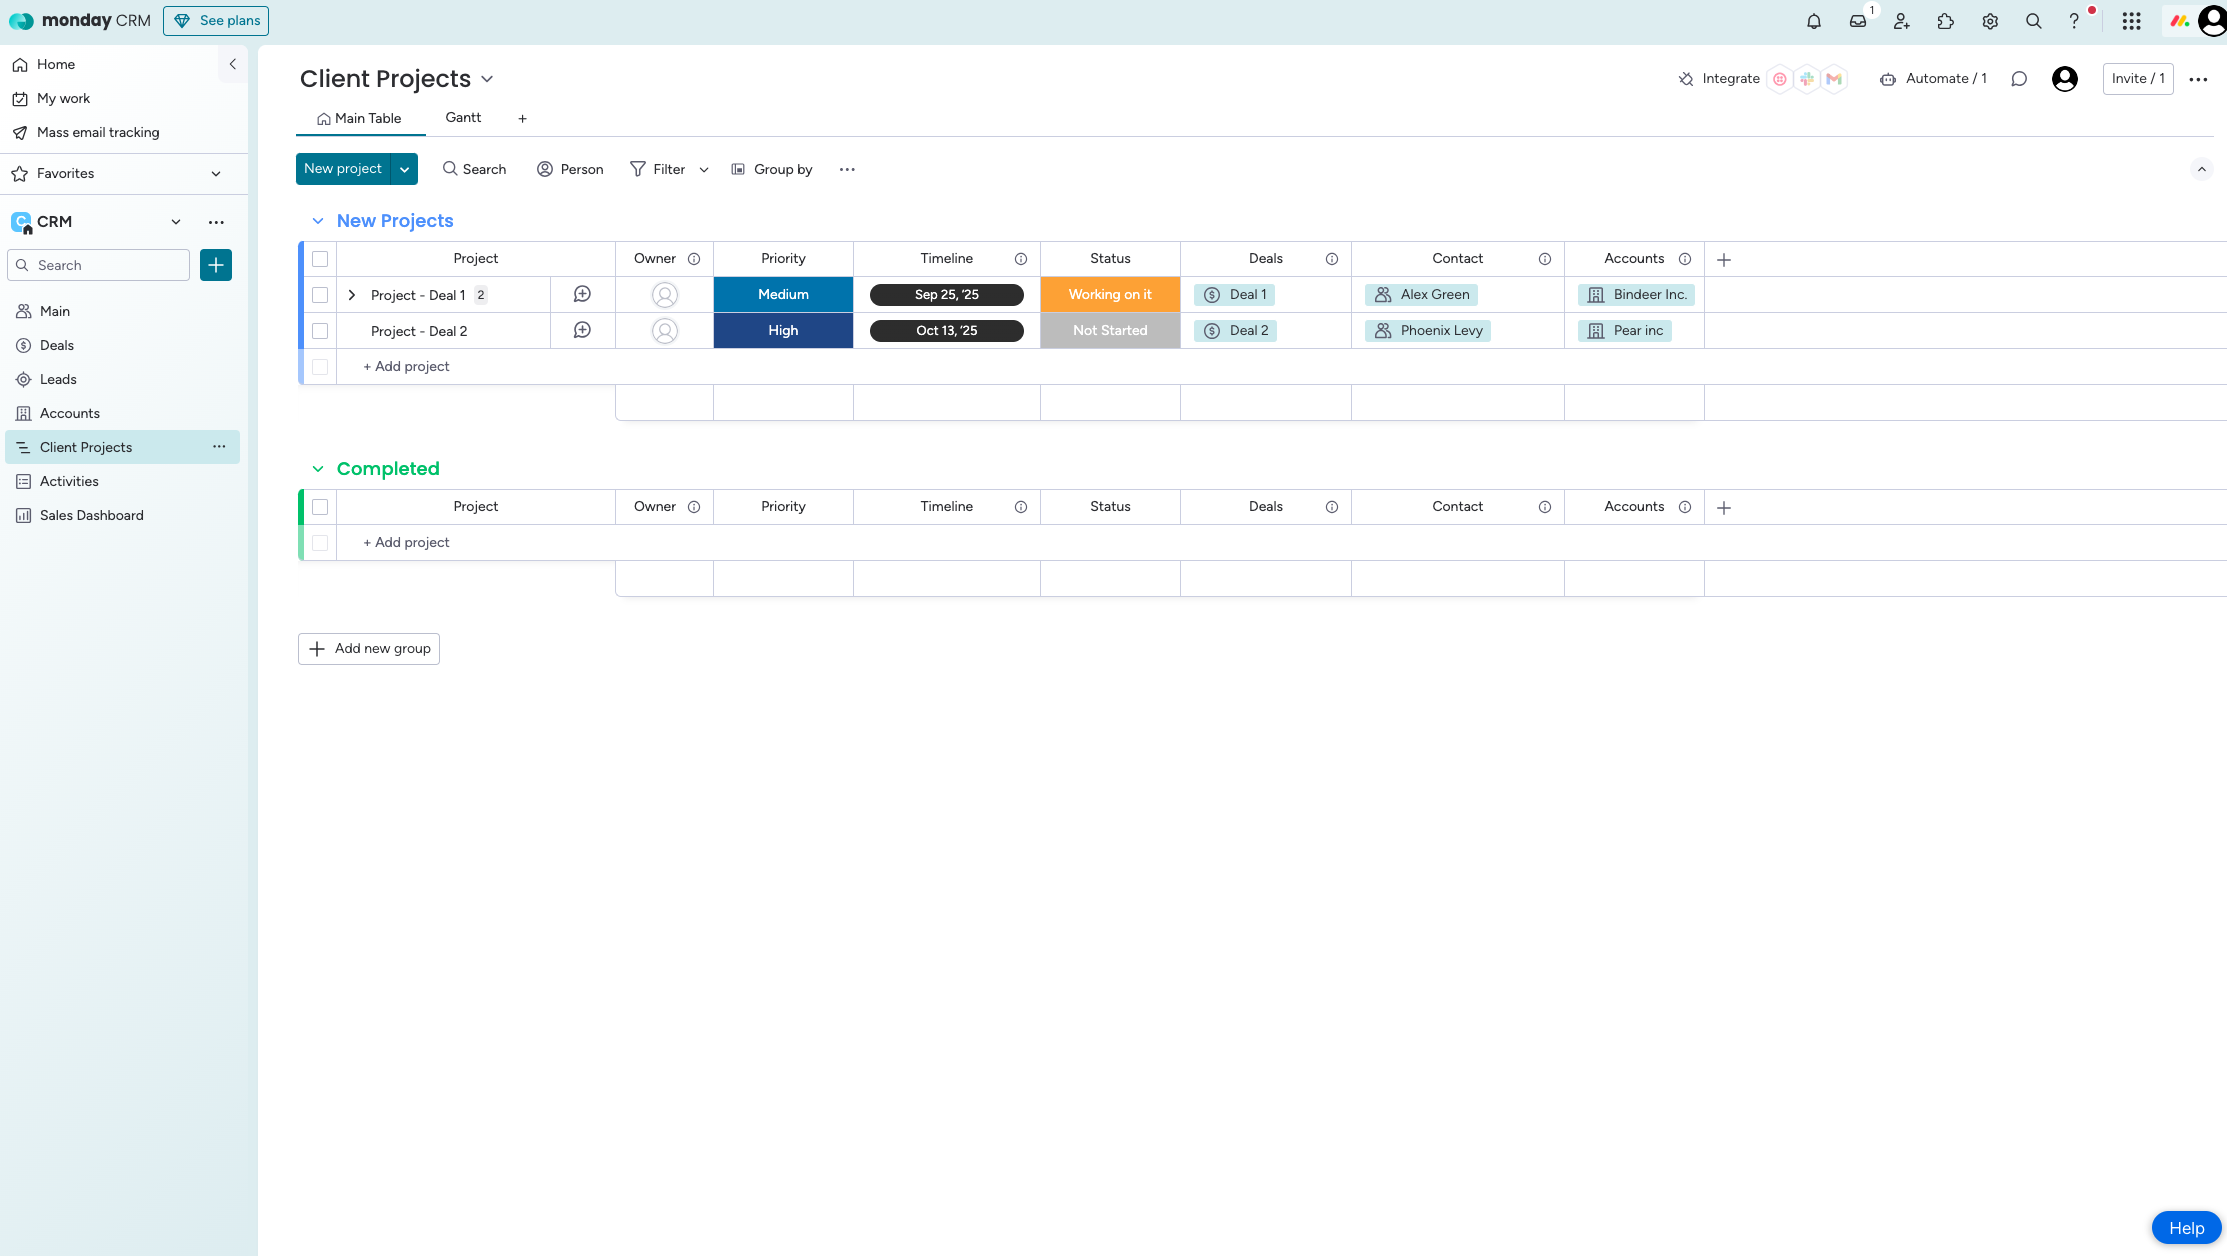 monday CRM See plans 1
Home
My work
Mass email tracking
Favorites
CRM
Search
Main
Deals
Leads
Accounts
Client Projects
Activities
Sales Dashboard
Client Projects Integrate Automate / 1 Invite / 1
Main Table Gantt +
New project Search Person Filter Group by
New Projects
Project Owner Priority Timeline Status Deals Contact Accounts
Project - Deal 1 2 Medium Sep 25, '25 Working on it Deal 1 Alex Green Bindeer Inc.
Project - Deal 2 High Oct 13, '25 Not Started Deal 2 Phoenix Levy Pear inc
+ Add project
Completed
Project Owner Priority Timeline Status Deals Contact Accounts
+ Add project
Add new group
Help